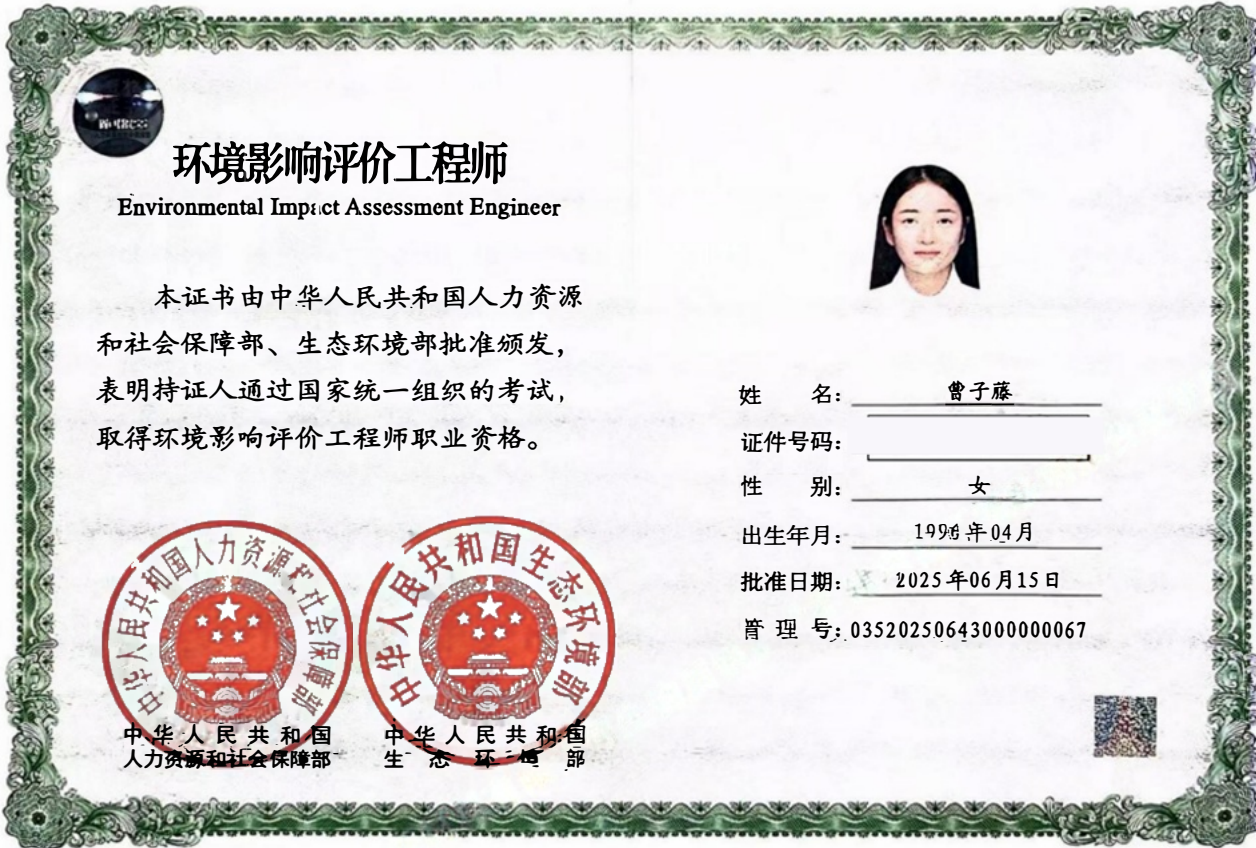 环境影响评价工程师
Environmental Impact Assessment Engineer
本证书由中华人民共和国人力资源
和社会保障部、生态环境部批准颁发，
表明持证人通过国家统一组织的考试，
取得环境影响评价工程师职业资格。
中华人民共和国人力资源和社会保障部
中华人民共和国生态环境部
中华人民共和国
人力资源和社会保障部
中华人民共和国
生态环境部
姓 名：曾子藤
证件号码：
性 别：女
出生年月：1996年04月
批准日期：2025年06月15日
管 理 号：03520250643000000067